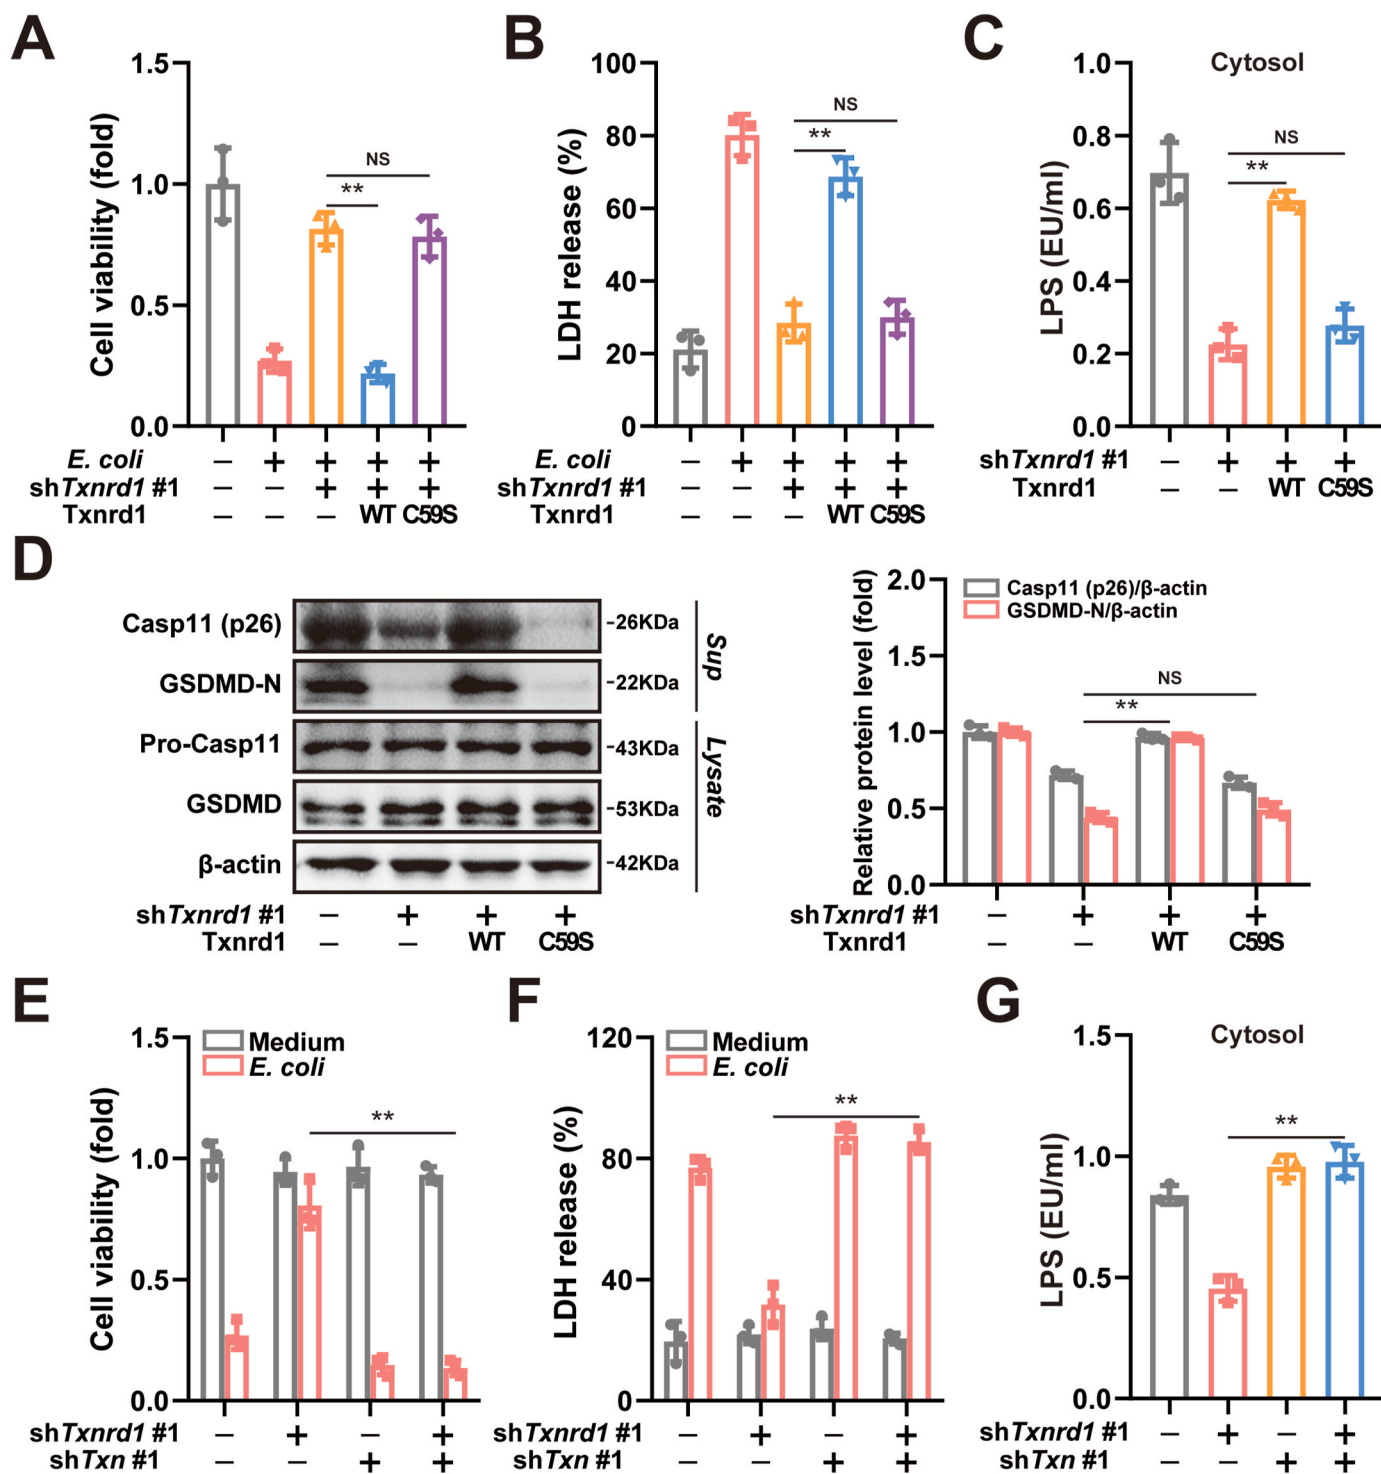 A
Cell viability (fold)
1.5
1.0
0.5
0.0
NS
**
E. coli – + + + +
shTxnrd1 #1 – – + + +
Txnrd1 – – – WT C59S
B
LDH release (%)
100
80
60
40
20
0
NS
**
E. coli – + + + +
shTxnrd1 #1 – – + + +
Txnrd1 – – – WT C59S
C
Cytosol
LPS (EU/ml)
1.0
0.8
0.6
0.4
0.2
0.0
NS
**
shTxnrd1 #1 – + + +
Txnrd1 – – WT C59S
D
Casp11 (p26) -26KDa
GSDMD-N -22KDa
Sup
Pro-Casp11 -43KDa
GSDMD -53KDa
β-actin -42KDa
Lysate
shTxnrd1 #1 – + + +
Txnrd1 – – WT C59S
Relative protein level (fold)
2.0
1.5
1.0
0.5
0.0
Casp11 (p26)/β-actin
GSDMD-N/β-actin
NS
**
shTxnrd1 #1 – + + +
Txnrd1 – – WT C59S
E
Cell viability (fold)
1.5
1.0
0.5
0.0
Medium
E. coli
**
shTxnrd1 #1 – + – +
shTxn #1 – – + +
F
LDH release (%)
120
80
40
0
Medium
E. coli
**
shTxnrd1 #1 – + – +
shTxn #1 – – + +
G
Cytosol
LPS (EU/ml)
1.5
1.0
0.5
0.0
**
shTxnrd1 #1 – + – +
shTxn #1 – – + +